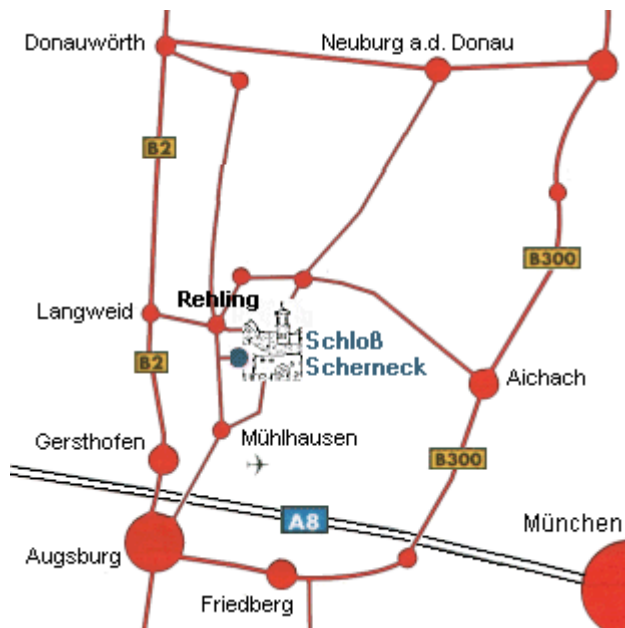 Donauwörth
Neuburg a.d. Donau
B2
B300
Rehling
Langweid
Schloß
Scherneck
B2
Aichach
Gersthofen
Mühlhausen
B300
A8
München
Augsburg
Friedberg